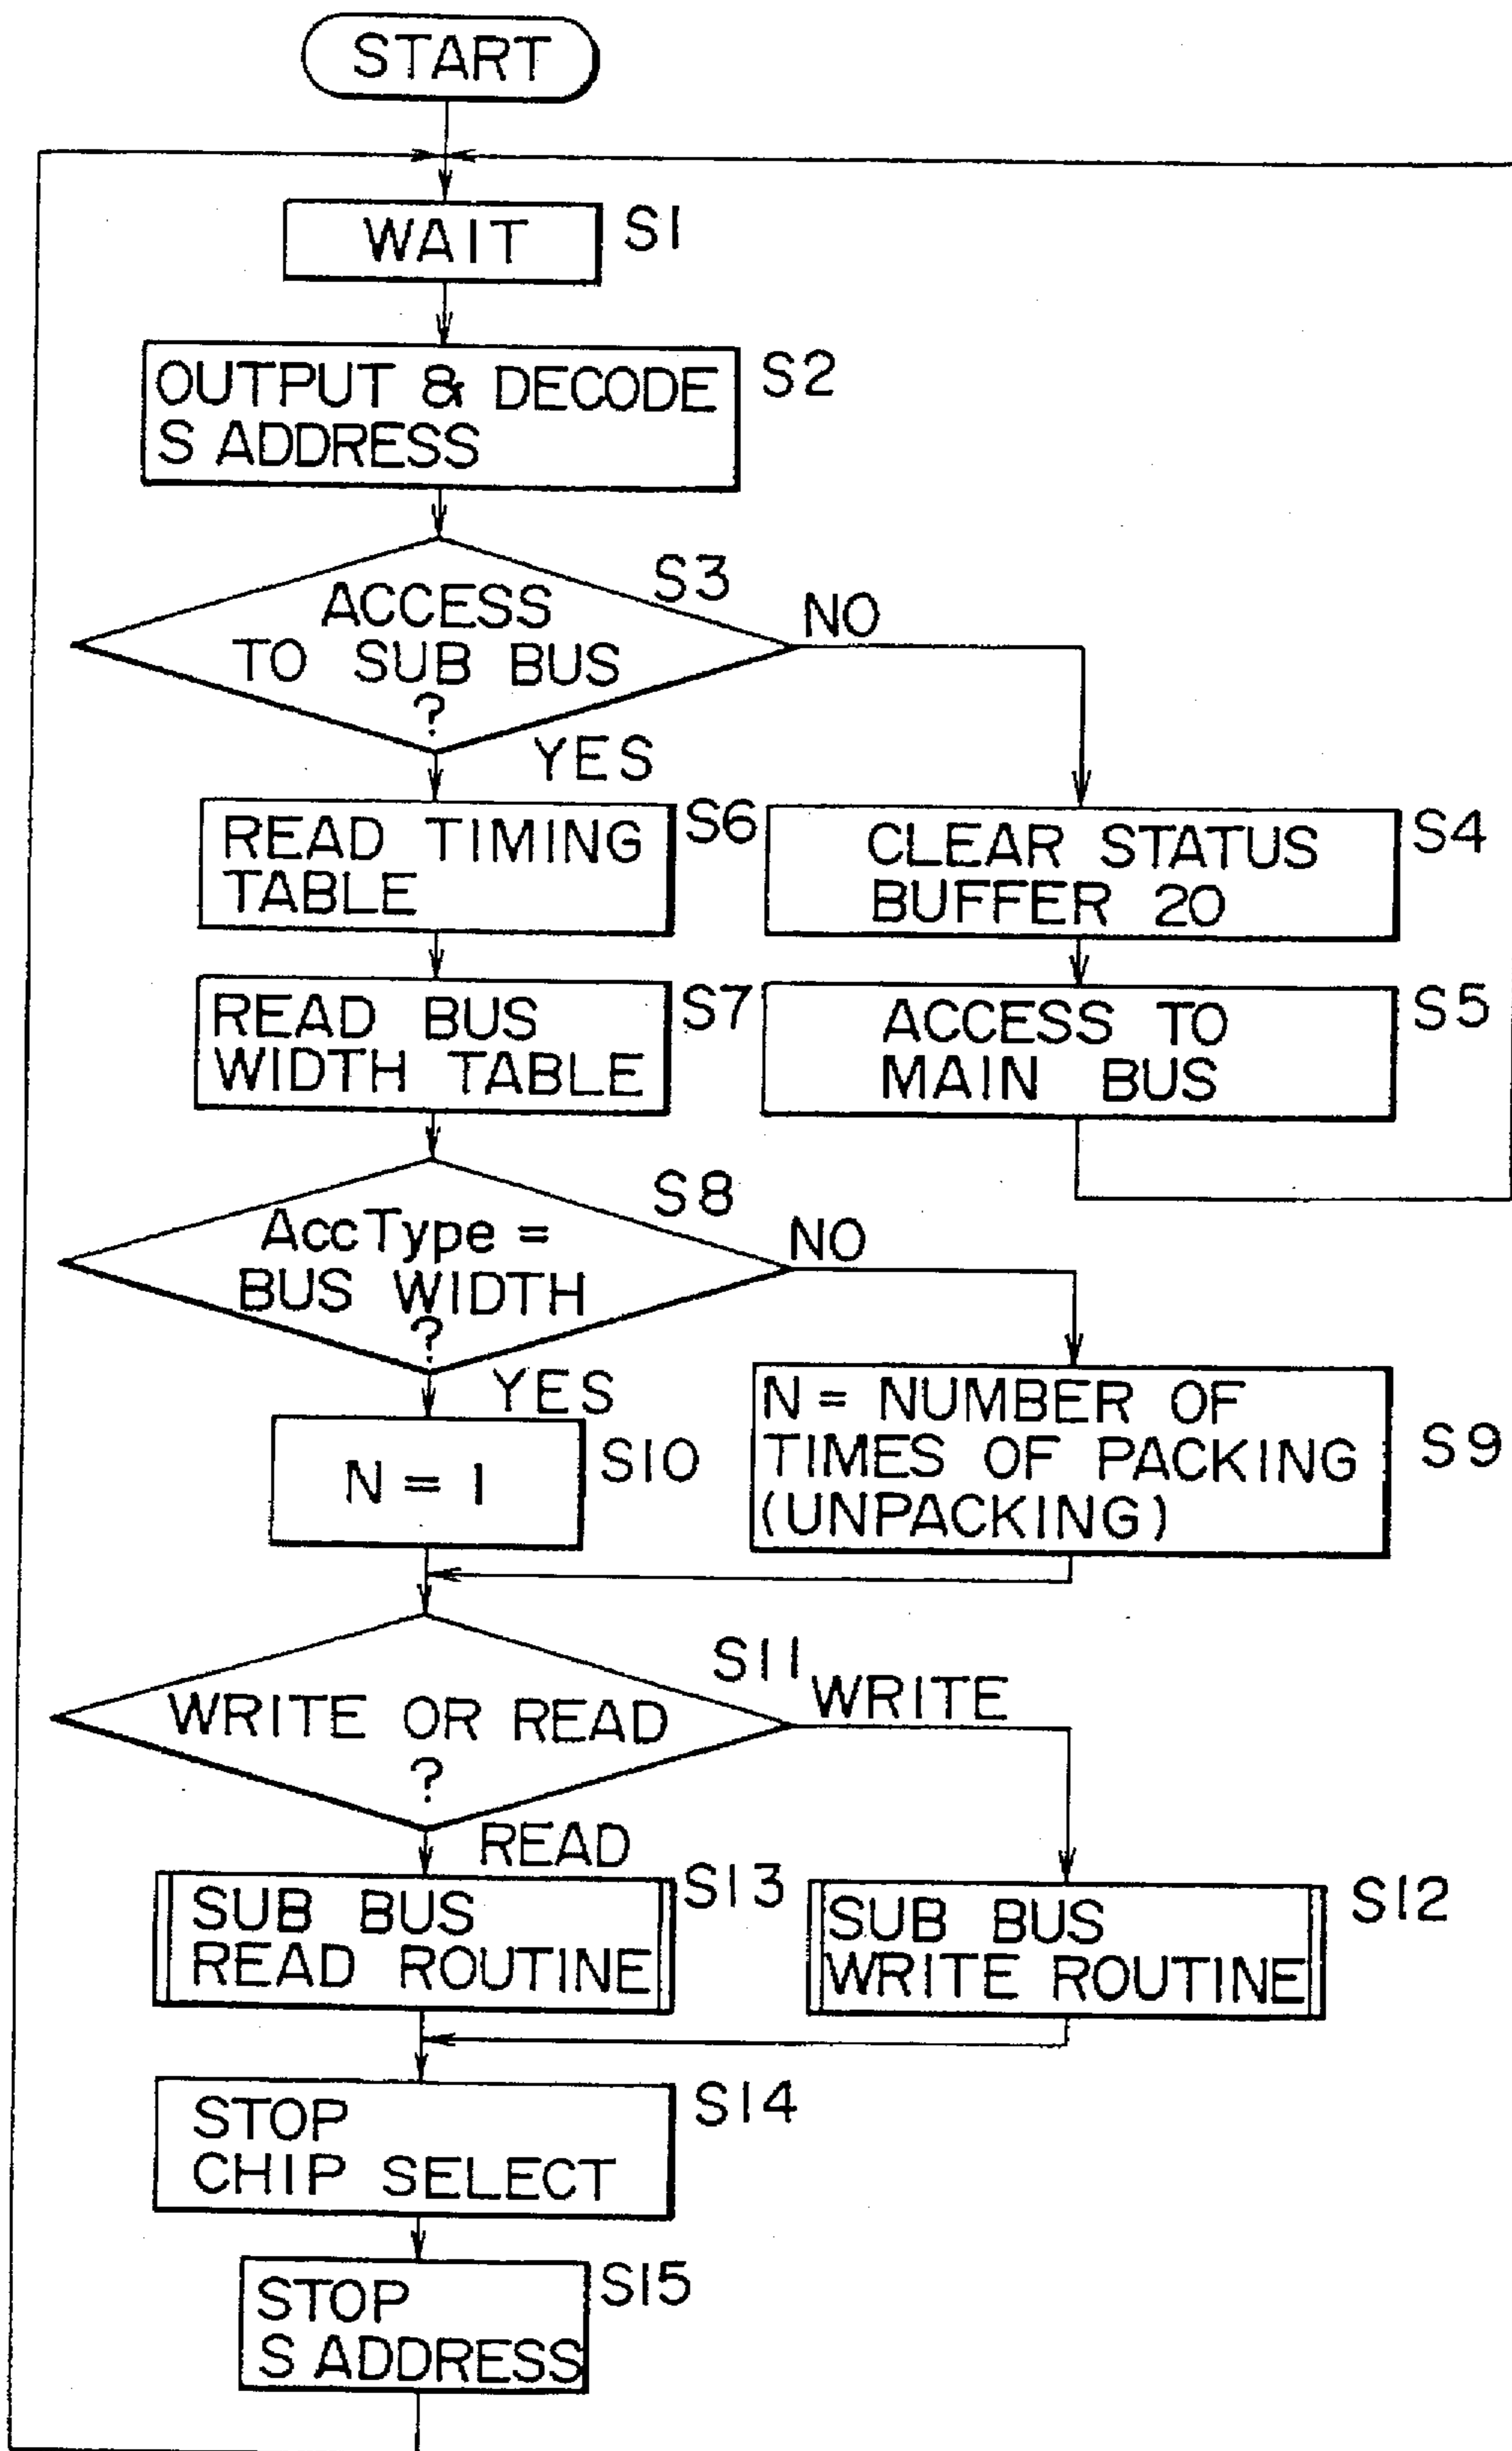 START
WAIT S1
OUTPUT & DECODE S2
S ADDRESS
S3
ACCESS NO
TO SUB BUS
?
YES
READ TIMING S6
TABLE
CLEAR STATUS S4
BUFFER 20
READ BUS S7
WIDTH TABLE
ACCESS TO S5
MAIN BUS
S8
AccType = NO
BUS WIDTH
?
YES
N = 1 S10
N = NUMBER OF
TIMES OF PACKING S9
(UNPACKING)
S11
WRITE OR READ WRITE
?
READ
SUB BUS S13
READ ROUTINE
SUB BUS S12
WRITE ROUTINE
STOP S14
CHIP SELECT
STOP S15
S ADDRESS